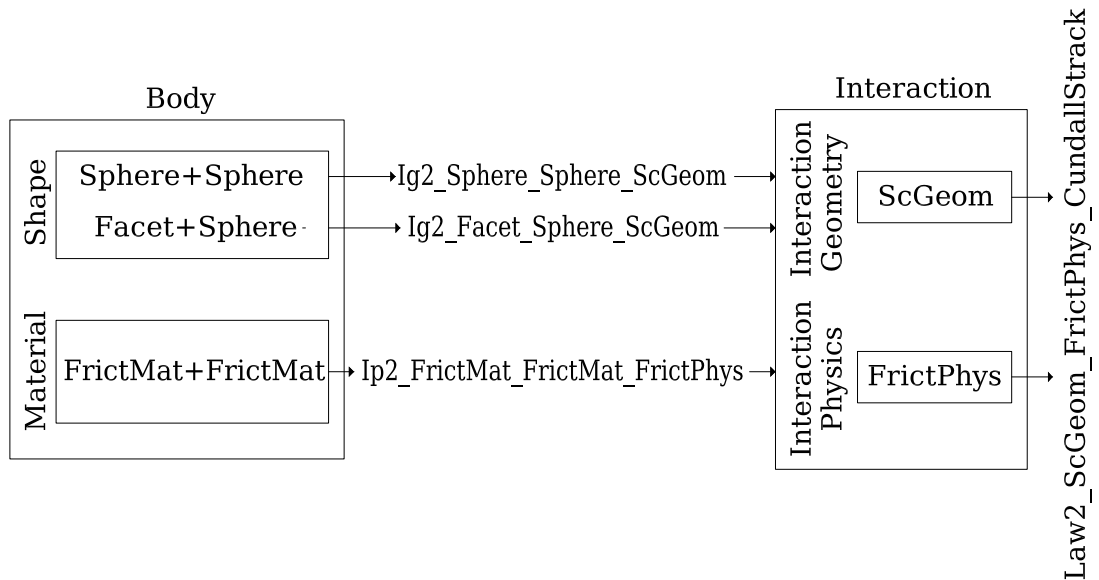 Body
Shape
Sphere+Sphere
Facet+Sphere
Material
FrictMat+FrictMat
Ig2_Sphere_Sphere_ScGeom
Ig2_Facet_Sphere_ScGeom
Ip2_FrictMat_FrictMat_FrictPhys
Interaction
Interaction
Geometry
ScGeom
Interaction
Physics
FrictPhys
Law2_ScGeom_FrictPhys_CundallStrack